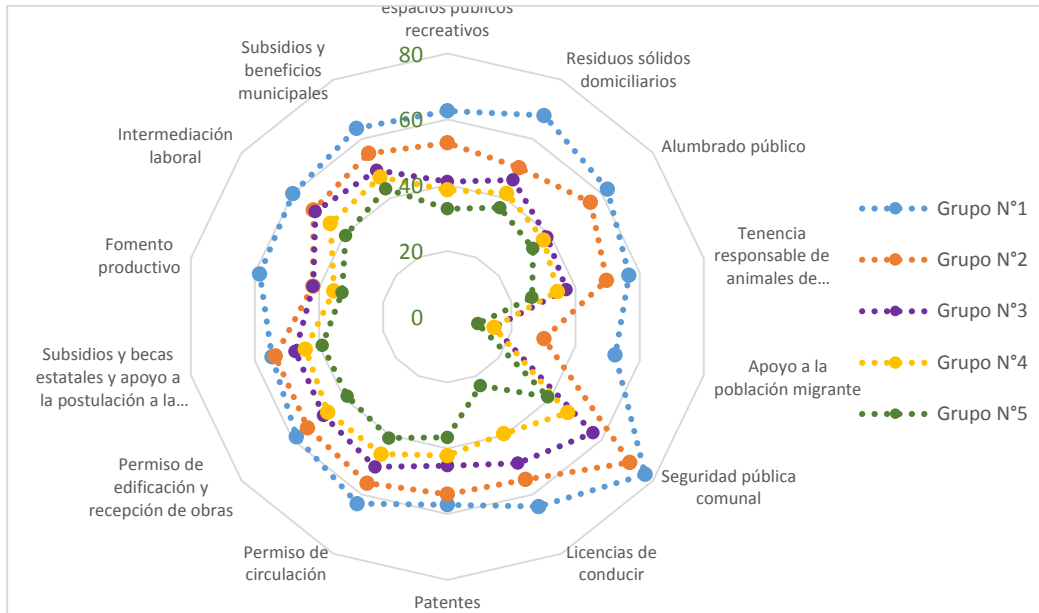 espacios públicos
recreativos
Residuos sólidos
domiciliarios
Alumbrado público
Tenencia
responsable de
animales de…
Apoyo a la
población migrante
Seguridad pública
comunal
Licencias de
conducir
Patentes
Permiso de
circulación
Permiso de
edificación y
recepción de obras
Subsidios y becas
estatales y apoyo a
la postulación a la…
Fomento
productivo
Intermediación
laboral
Subsidios y
beneficios
municipales
80
60
40
20
0
Grupo N°1
Grupo N°2
Grupo N°3
Grupo N°4
Grupo N°5